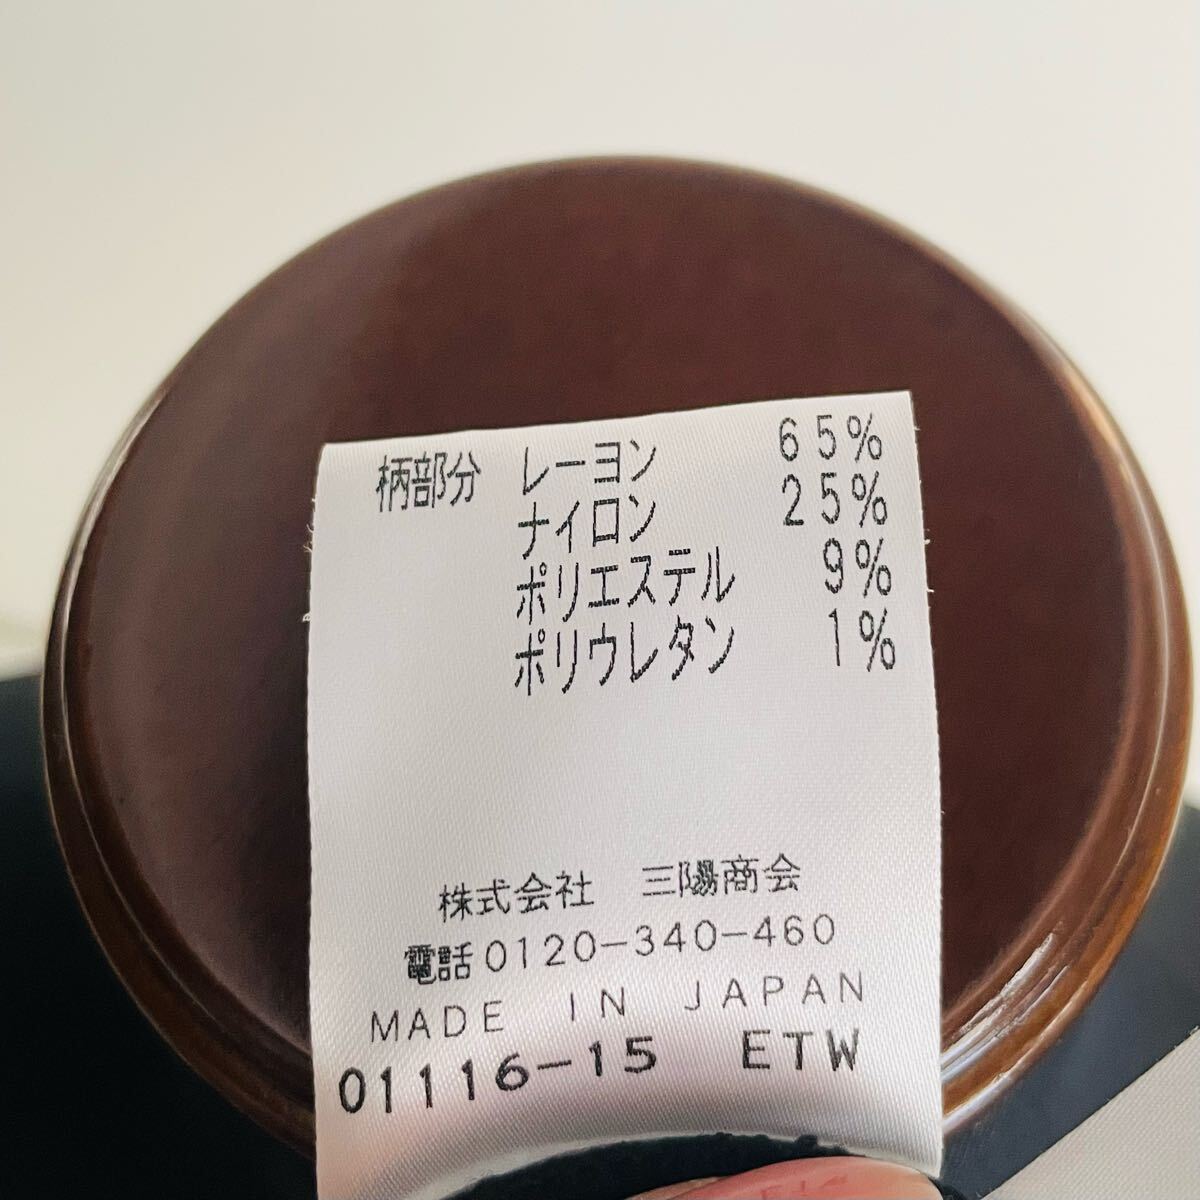 柄部分 レーヨン 65%
ナイロン 25%
ポリエステル 9%
ポリウレタン 1%
株式会社 三陽商会
電話0120-340-460
MADE IN JAPAN
01116-15 ETW